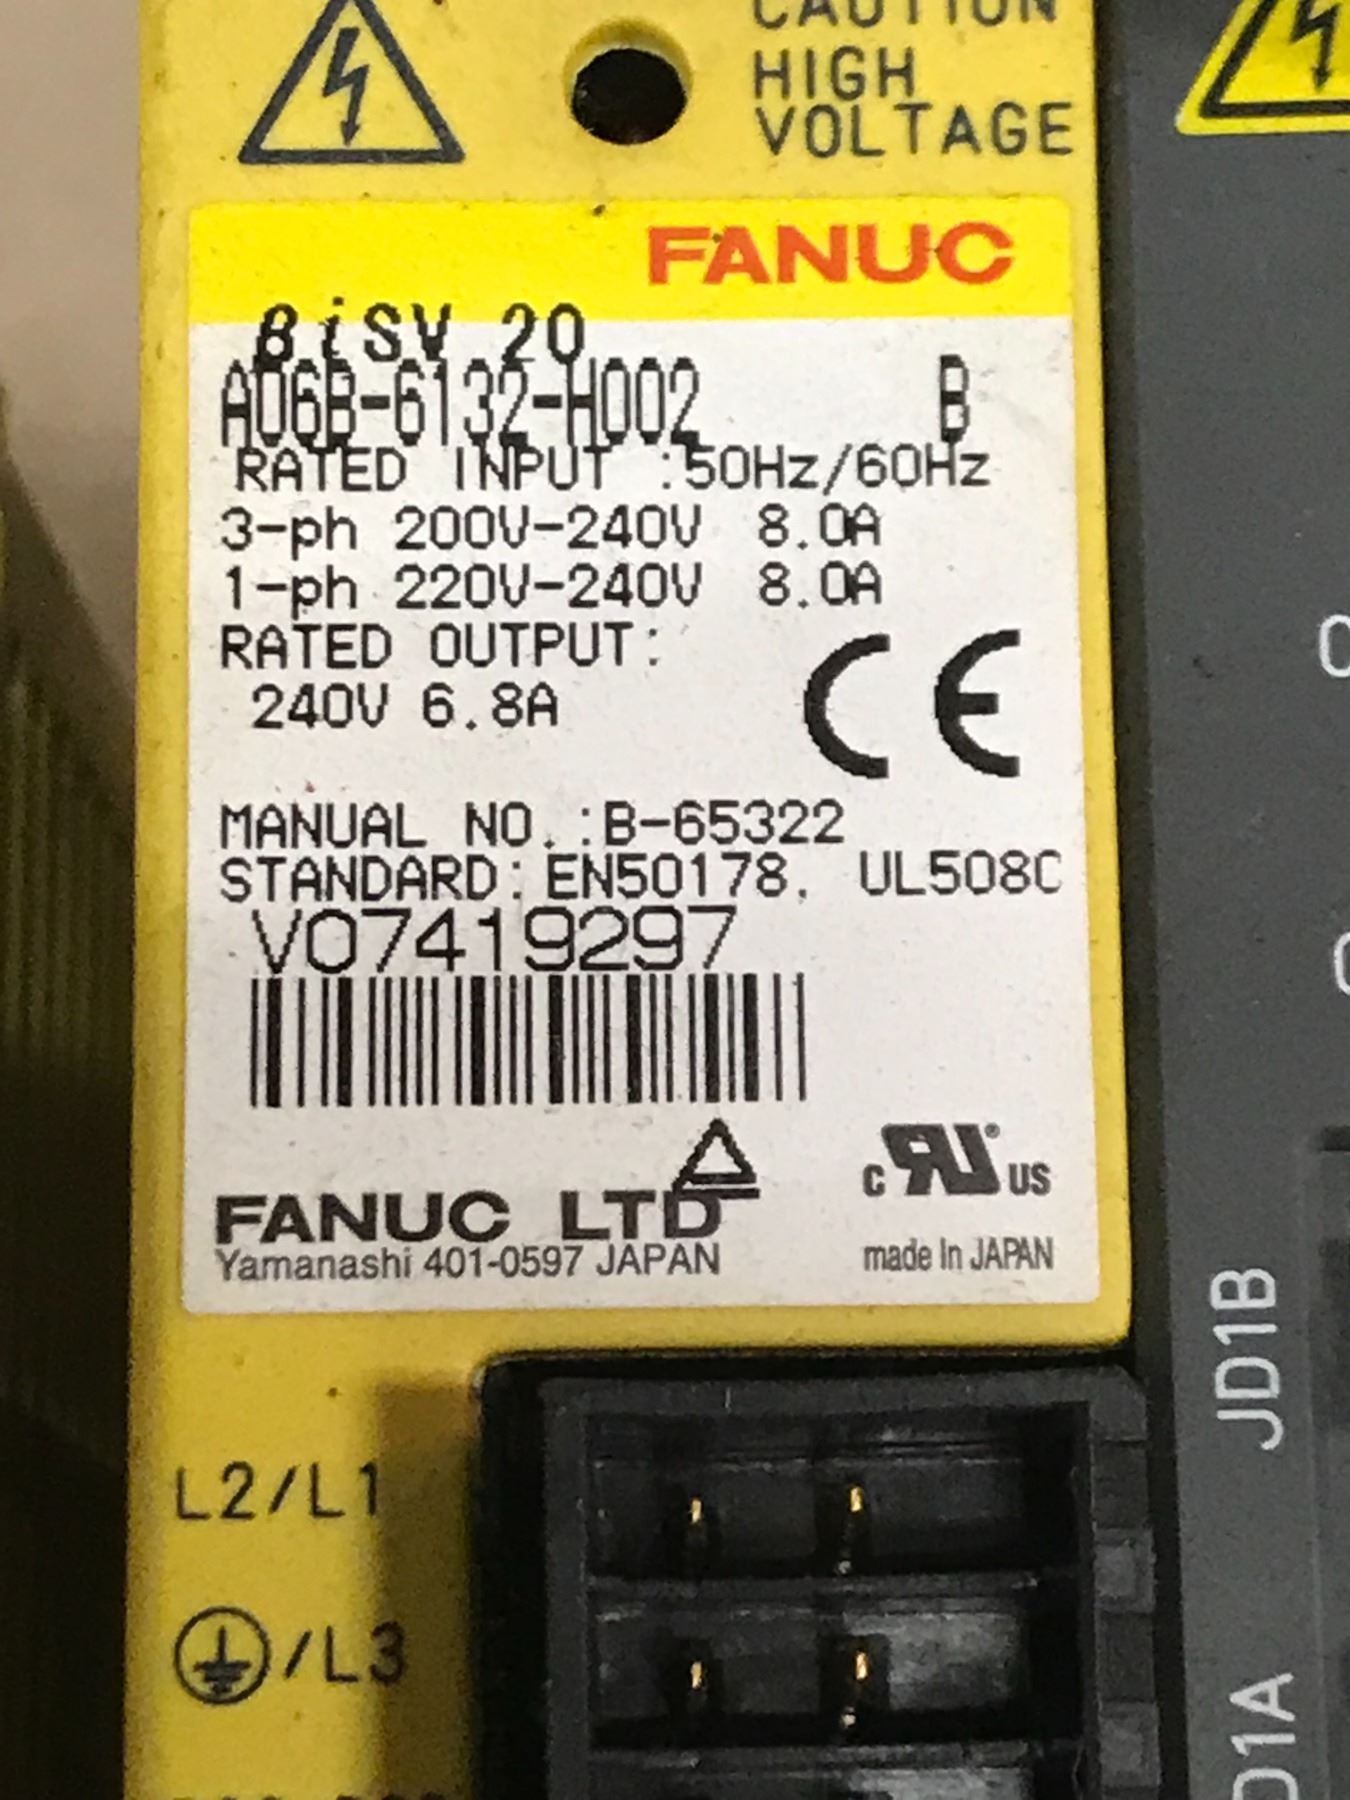 CAUTION
HIGH
VOLTAGE
FANUC
βiSV 20
A06B-6132-H002 B
RATED INPUT :50Hz/60Hz
3-ph 200V-240V 8.0A
1-ph 220V-240V 8.0A
RATED OUTPUT:
240V 6.8A
CE
MANUAL NO.:B-65322
STANDARD: EN50178, UL508C
V07419297
c RU ® US
FANUC LTD
Yamanashi 401-0597 JAPAN
made In JAPAN
JD1B
L2/L1
/L3